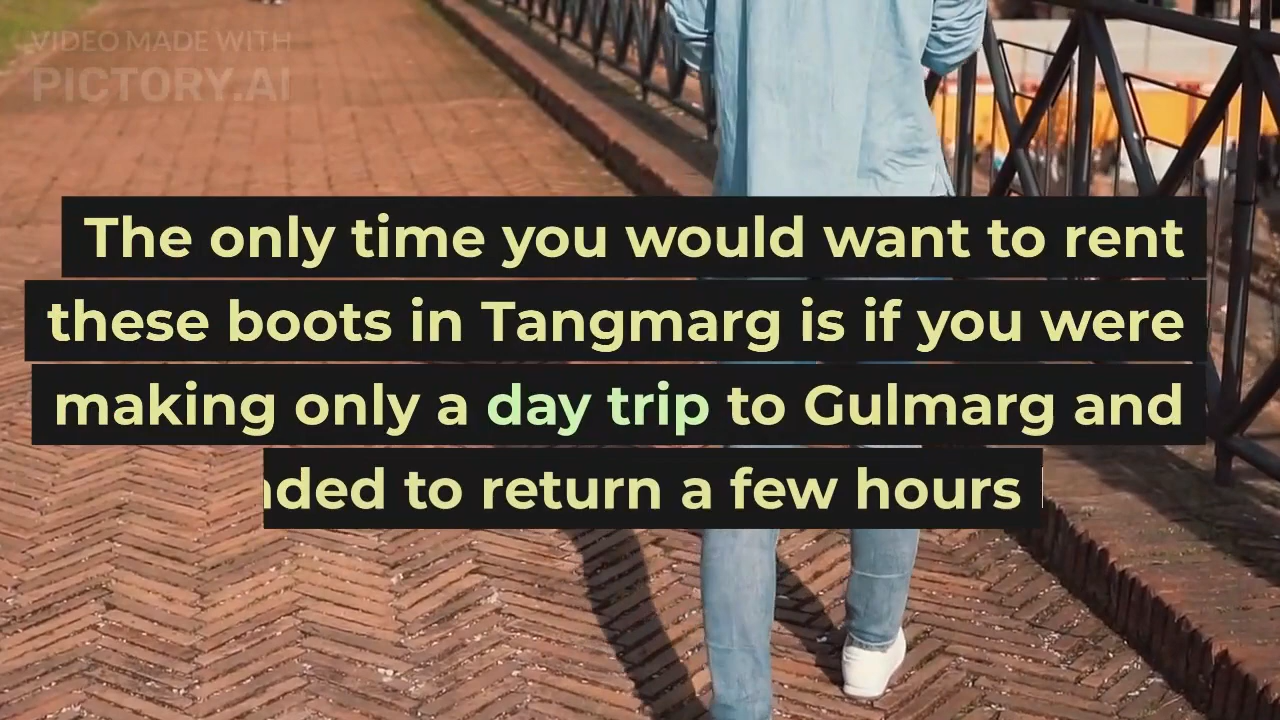 VIDEO MADE WITH
PICTORY.AI
The only time you would want to rent
these boots in Tangmarg is if you were
making only a day trip to Gulmarg and
to return a few hours